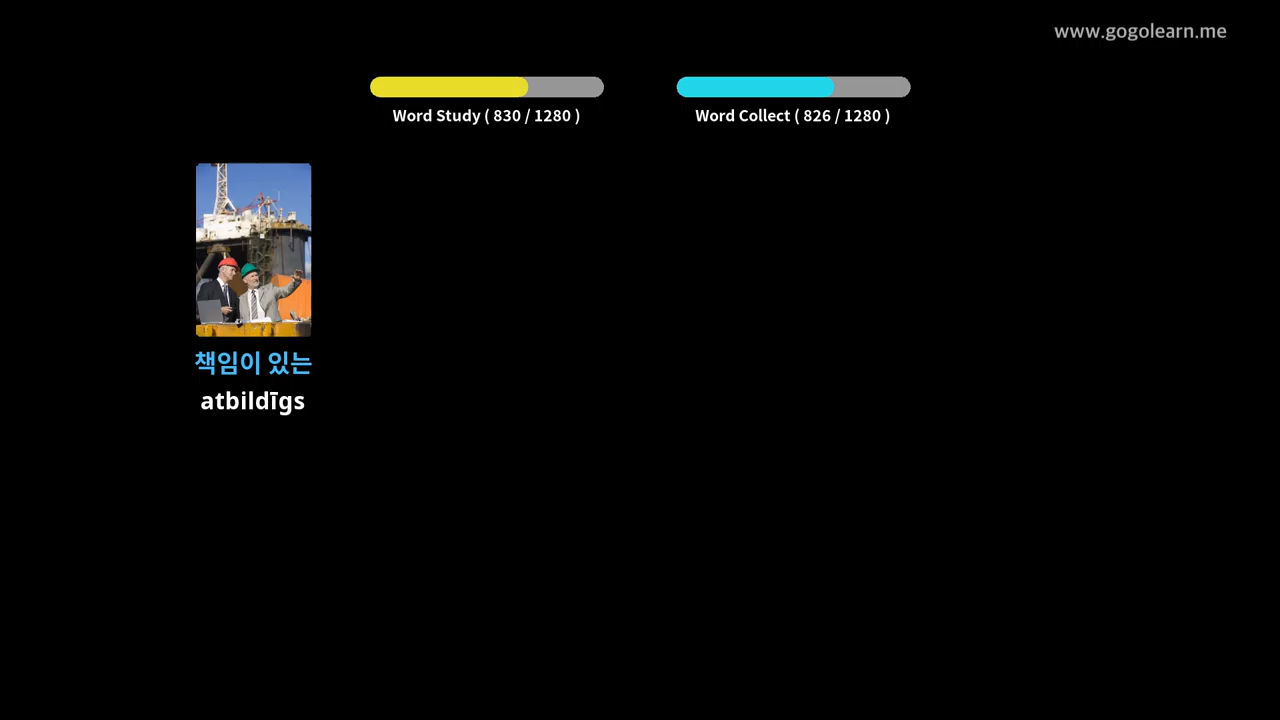 www.gogolearn.me
Word Study ( 830 / 1280 )
Word Collect ( 826 / 1280 )
책임이 있는
atbildīgs